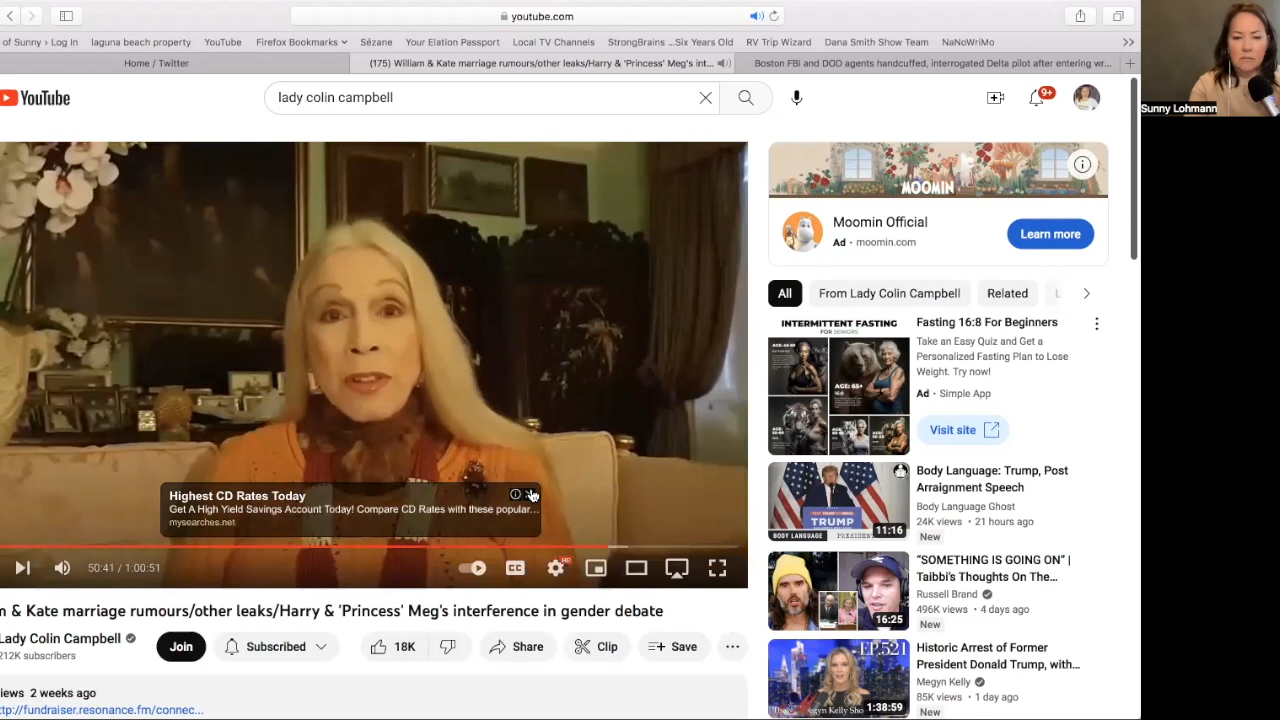 youtube.com
of Sunny > Log In laguna beach property YouTube Firefox Bookmarks Sézane Your Elation Passport Local TV Channels StrongBrains ...Six Years Old RV Trip Wizard Dana Smith Show Team NaNoWriMo
Home / Twitter
(175) William & Kate marriage rumours/other leaks/Harry & 'Princess' Meg's int...
Boston FBI and DOD agents handcuffed, interrogated Delta pilot after entering wr...
Sunny Lohmann
YouTube
lady colin campbell
9+
MOOMIN
Moomin Official
Ad · moomin.com
Learn more
All From Lady Colin Campbell Related
INTERMITTENT FASTING
FOR SENIORS
AGE: 65+
Fasting 16:8 For Beginners
Take an Easy Quiz and Get a
Personalized Fasting Plan to Lose
Weight. Try now!
Ad · Simple App
Visit site
Highest CD Rates Today
Get A High Yield Savings Account Today! Compare CD Rates with these popular...
mysearches.net
50:41 / 1:00:51
HD
& Kate marriage rumours/other leaks/Harry & 'Princess' Meg's interference in gender debate
Lady Colin Campbell
212K subscribers
Join
Subscribed
18K
Share
Clip
Save
iews 2 weeks ago
ttp://fundraiser.resonance.fm/connec...
TRUMP
BODY LANGUAGE
11:16
Body Language: Trump, Post
Arraignment Speech
Body Language Ghost
24K views • 21 hours ago
New
16:25
“SOMETHING IS GOING ON” |
Taibbi's Thoughts On The...
Russell Brand
496K views • 4 days ago
New
EP.521
1:38:59
Historic Arrest of Former
President Donald Trump, with...
Megyn Kelly
85K views • 1 day ago
New